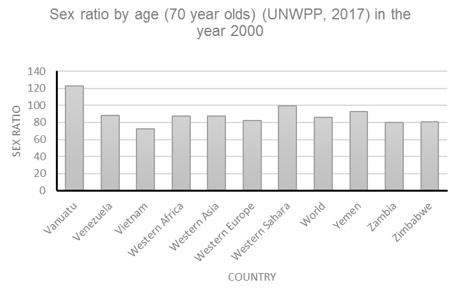 Sex ratio by age (70 year olds) (UNWPP, 2017) in the
year 2000
140
120
100
80
60
40
20
0
SEX RATIO
Vanuatu
Venezuela
Vietnam
Western Africa
Western Asia
Western Europe
Western Sahara
World
Yemen
Zambia
Zimbabwe
COUNTRY